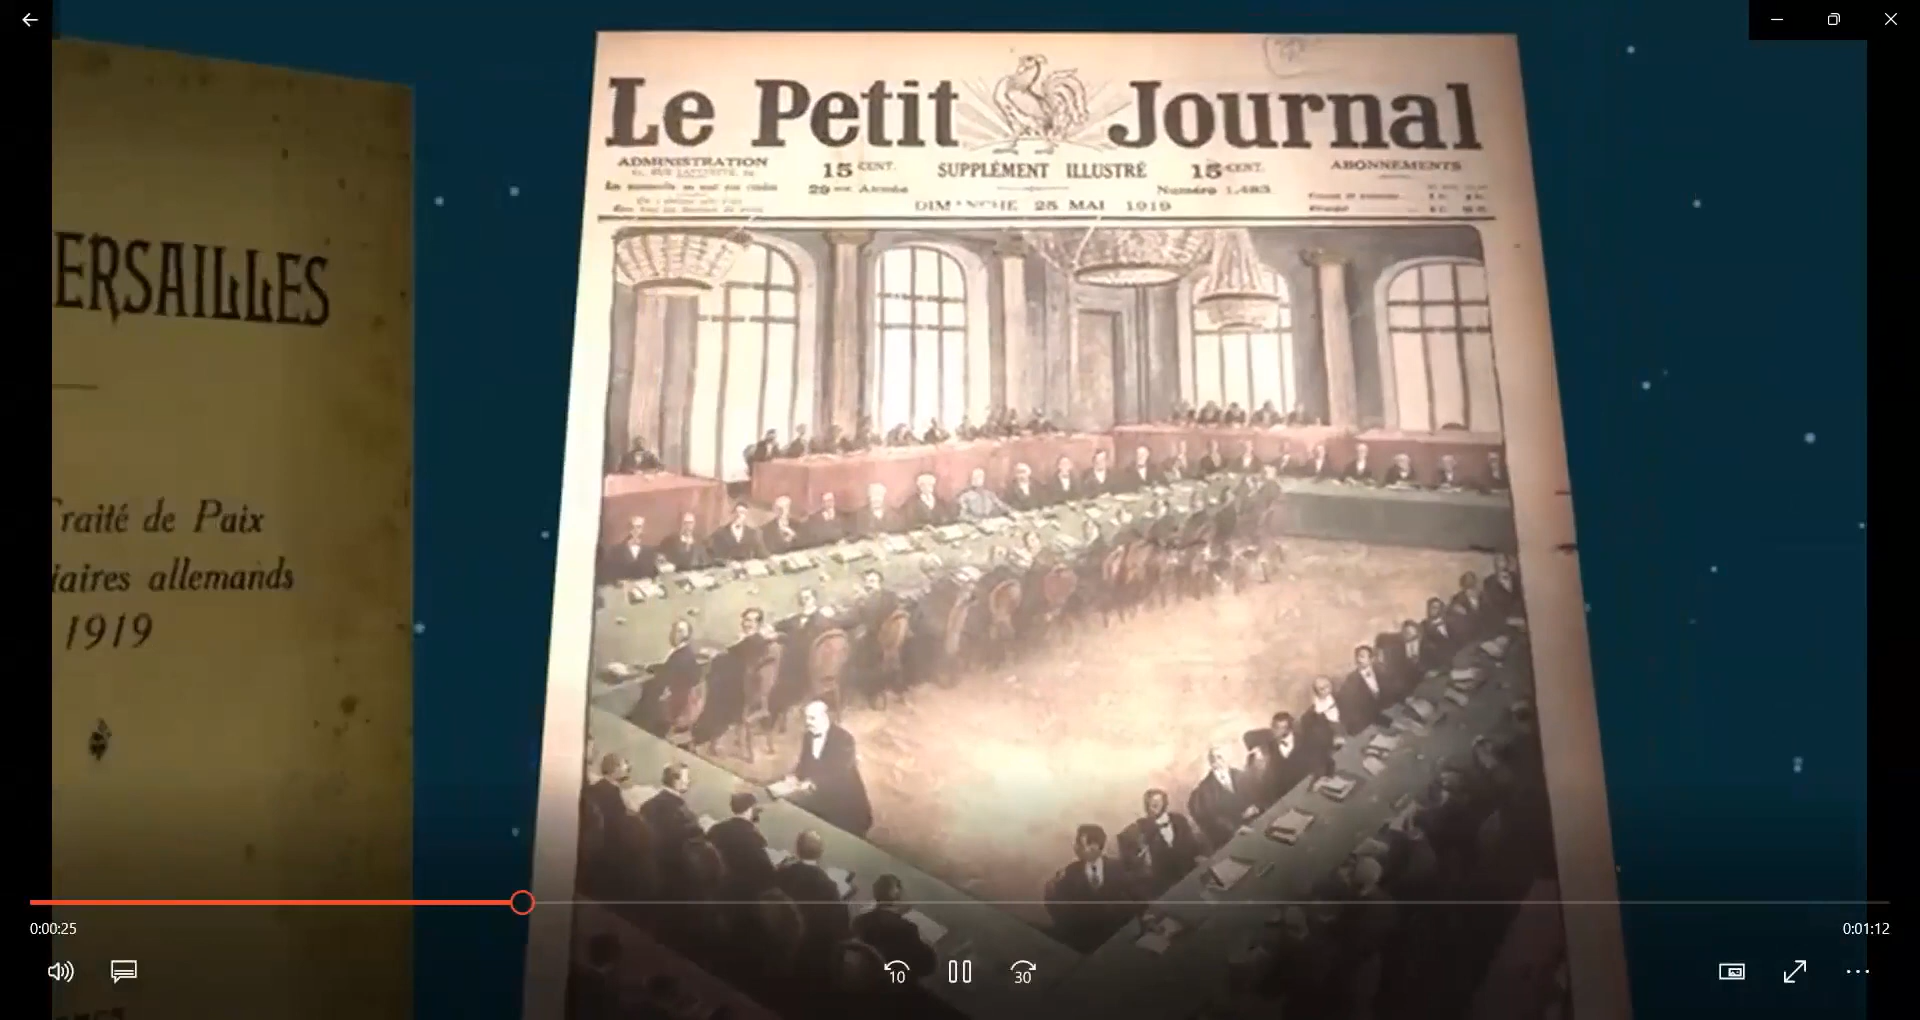 ERSAILLES
raité de Paix
iaires allemands
1919
Le Petit Journal
ADMINISTRATION
15 CENT.
SUPPLÉMENT ILLUSTRÉ
15 CENT.
ABONNEMENTS
29me Année
Numéro 1.483
DIMANCHE 25 MAI 1919
0:00:25
0:01:12
10
30